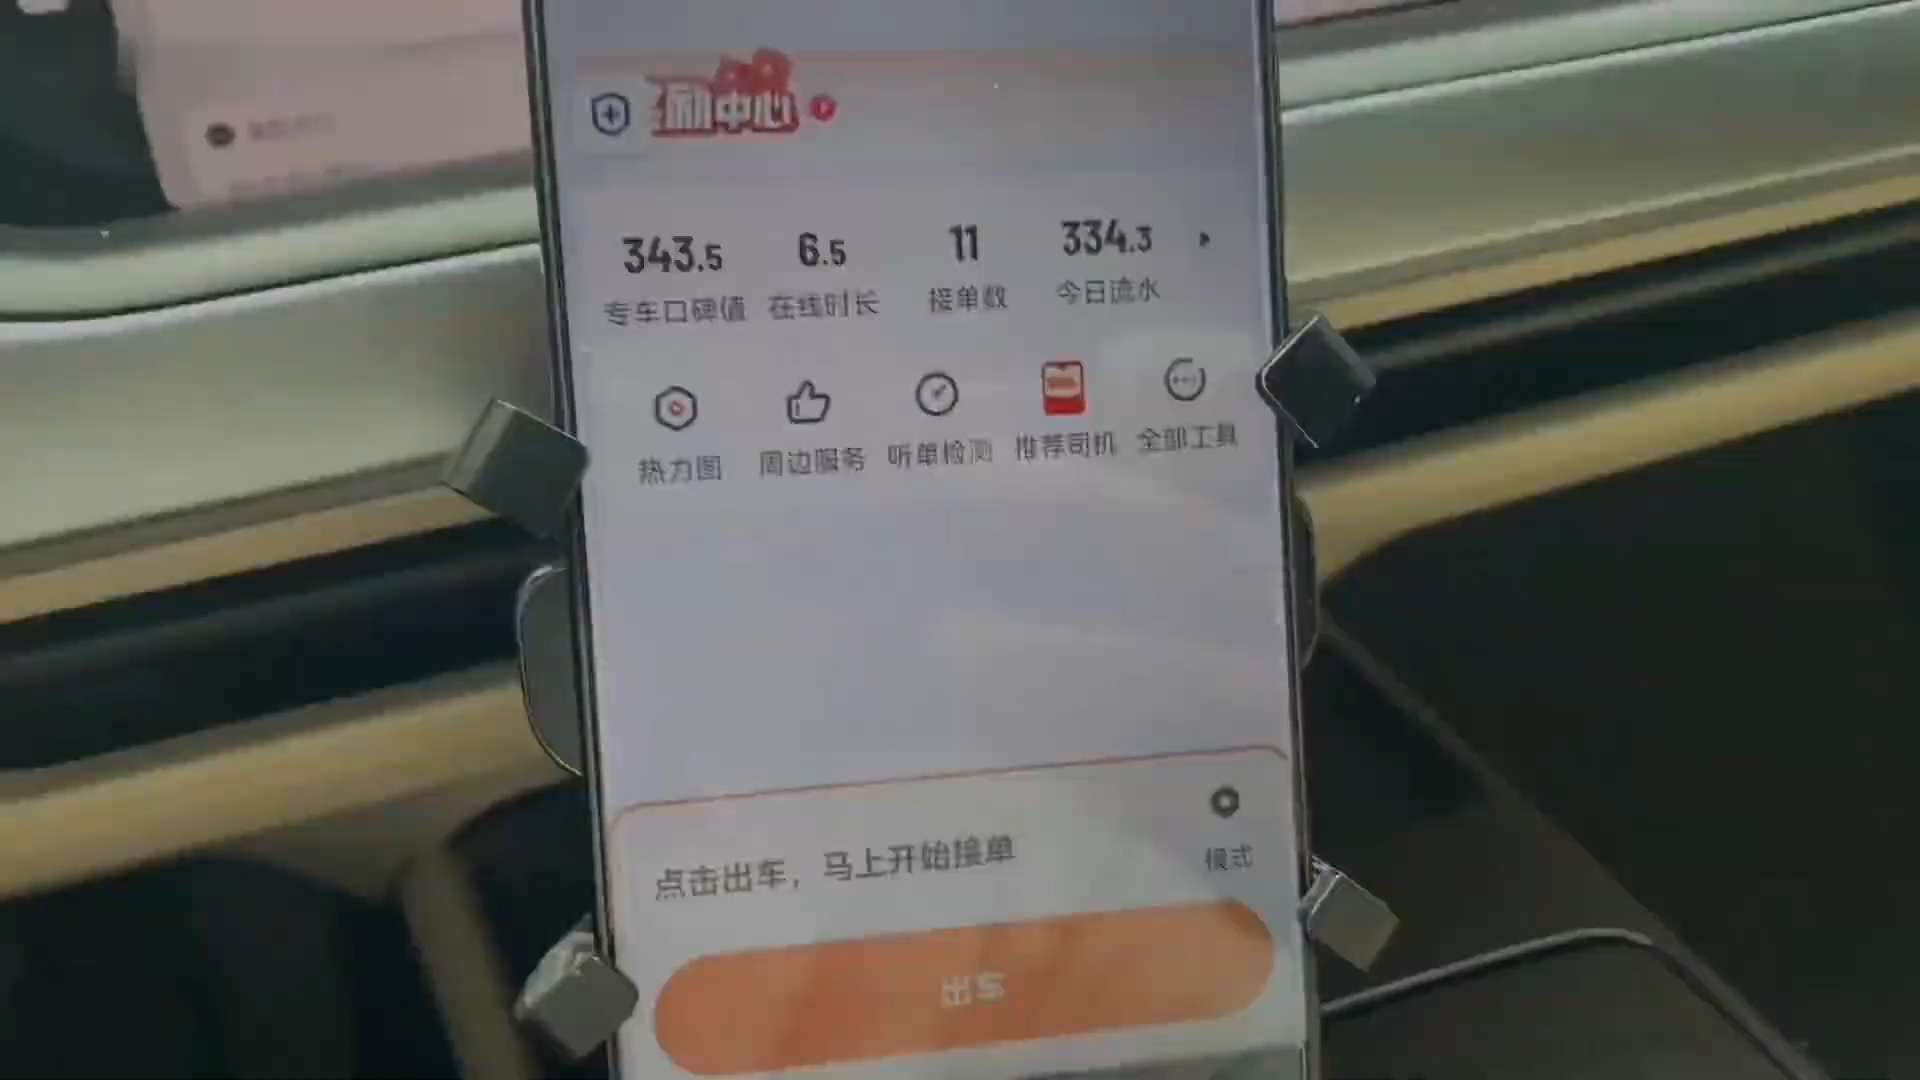 励中心
343.5 6.5 11 334.3
专车口碑值 在线时长 接单数 今日流水
热力图 周边服务 听单检测 推荐司机 全部工具
点击出车，马上开始接单
模式
出车